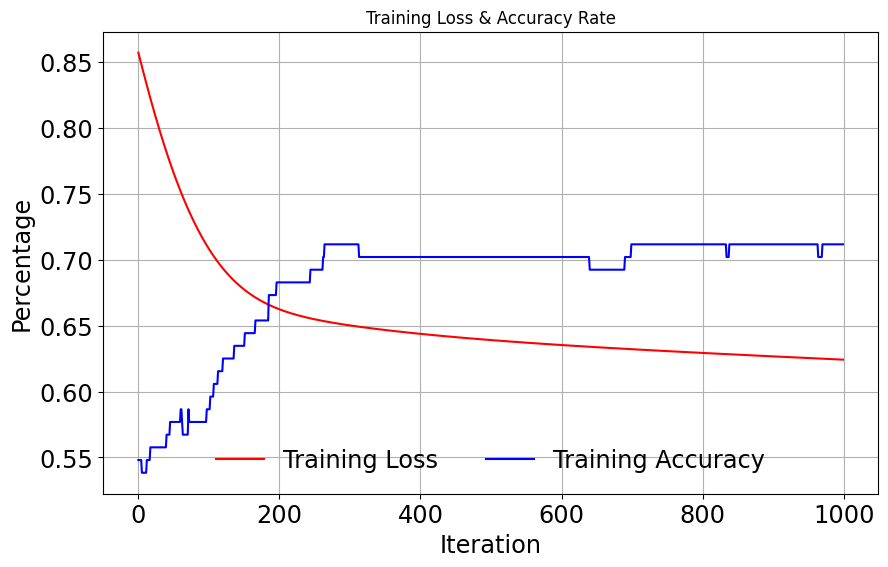 Training Loss & Accuracy Rate
Percentage
0.85
0.80
0.75
0.70
0.65
0.60
0.55
Training Loss
Training Accuracy
0 200 400 600 800 1000
Iteration